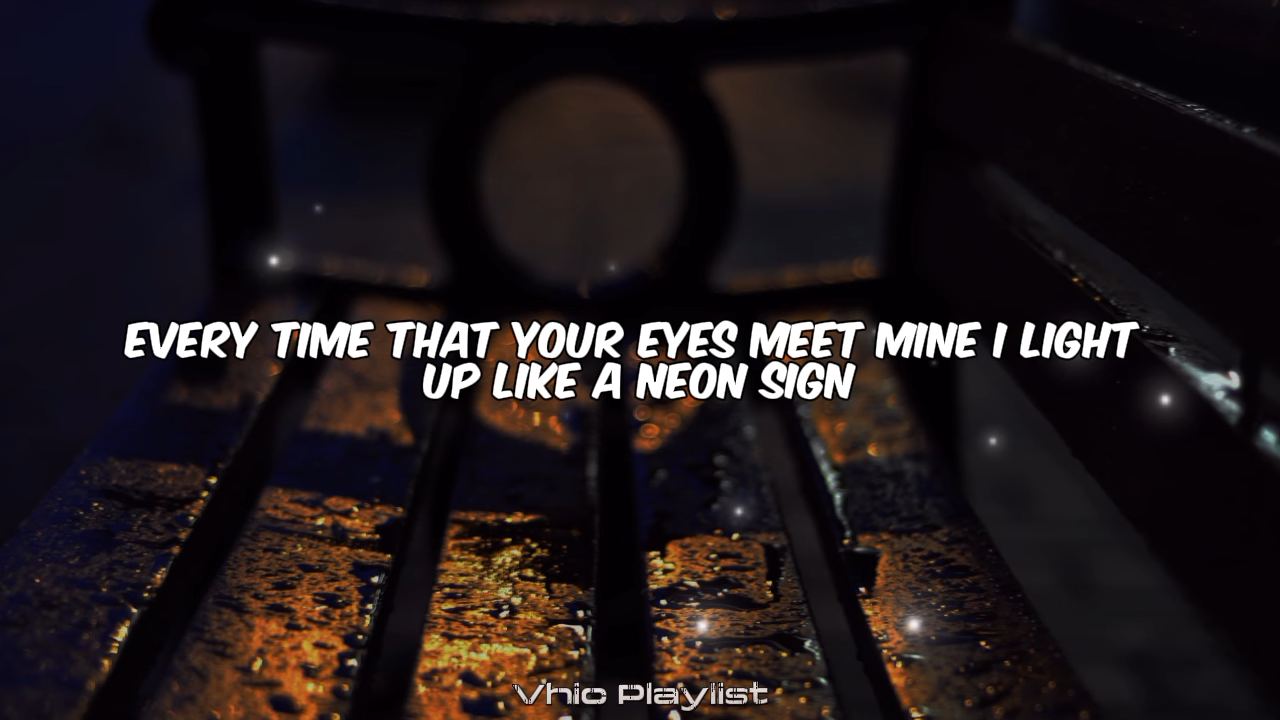 EVERY TIME THAT YOUR EYES MEET MINE I LIGHT
UP LIKE A NEON SIGN
Vhio Playlist